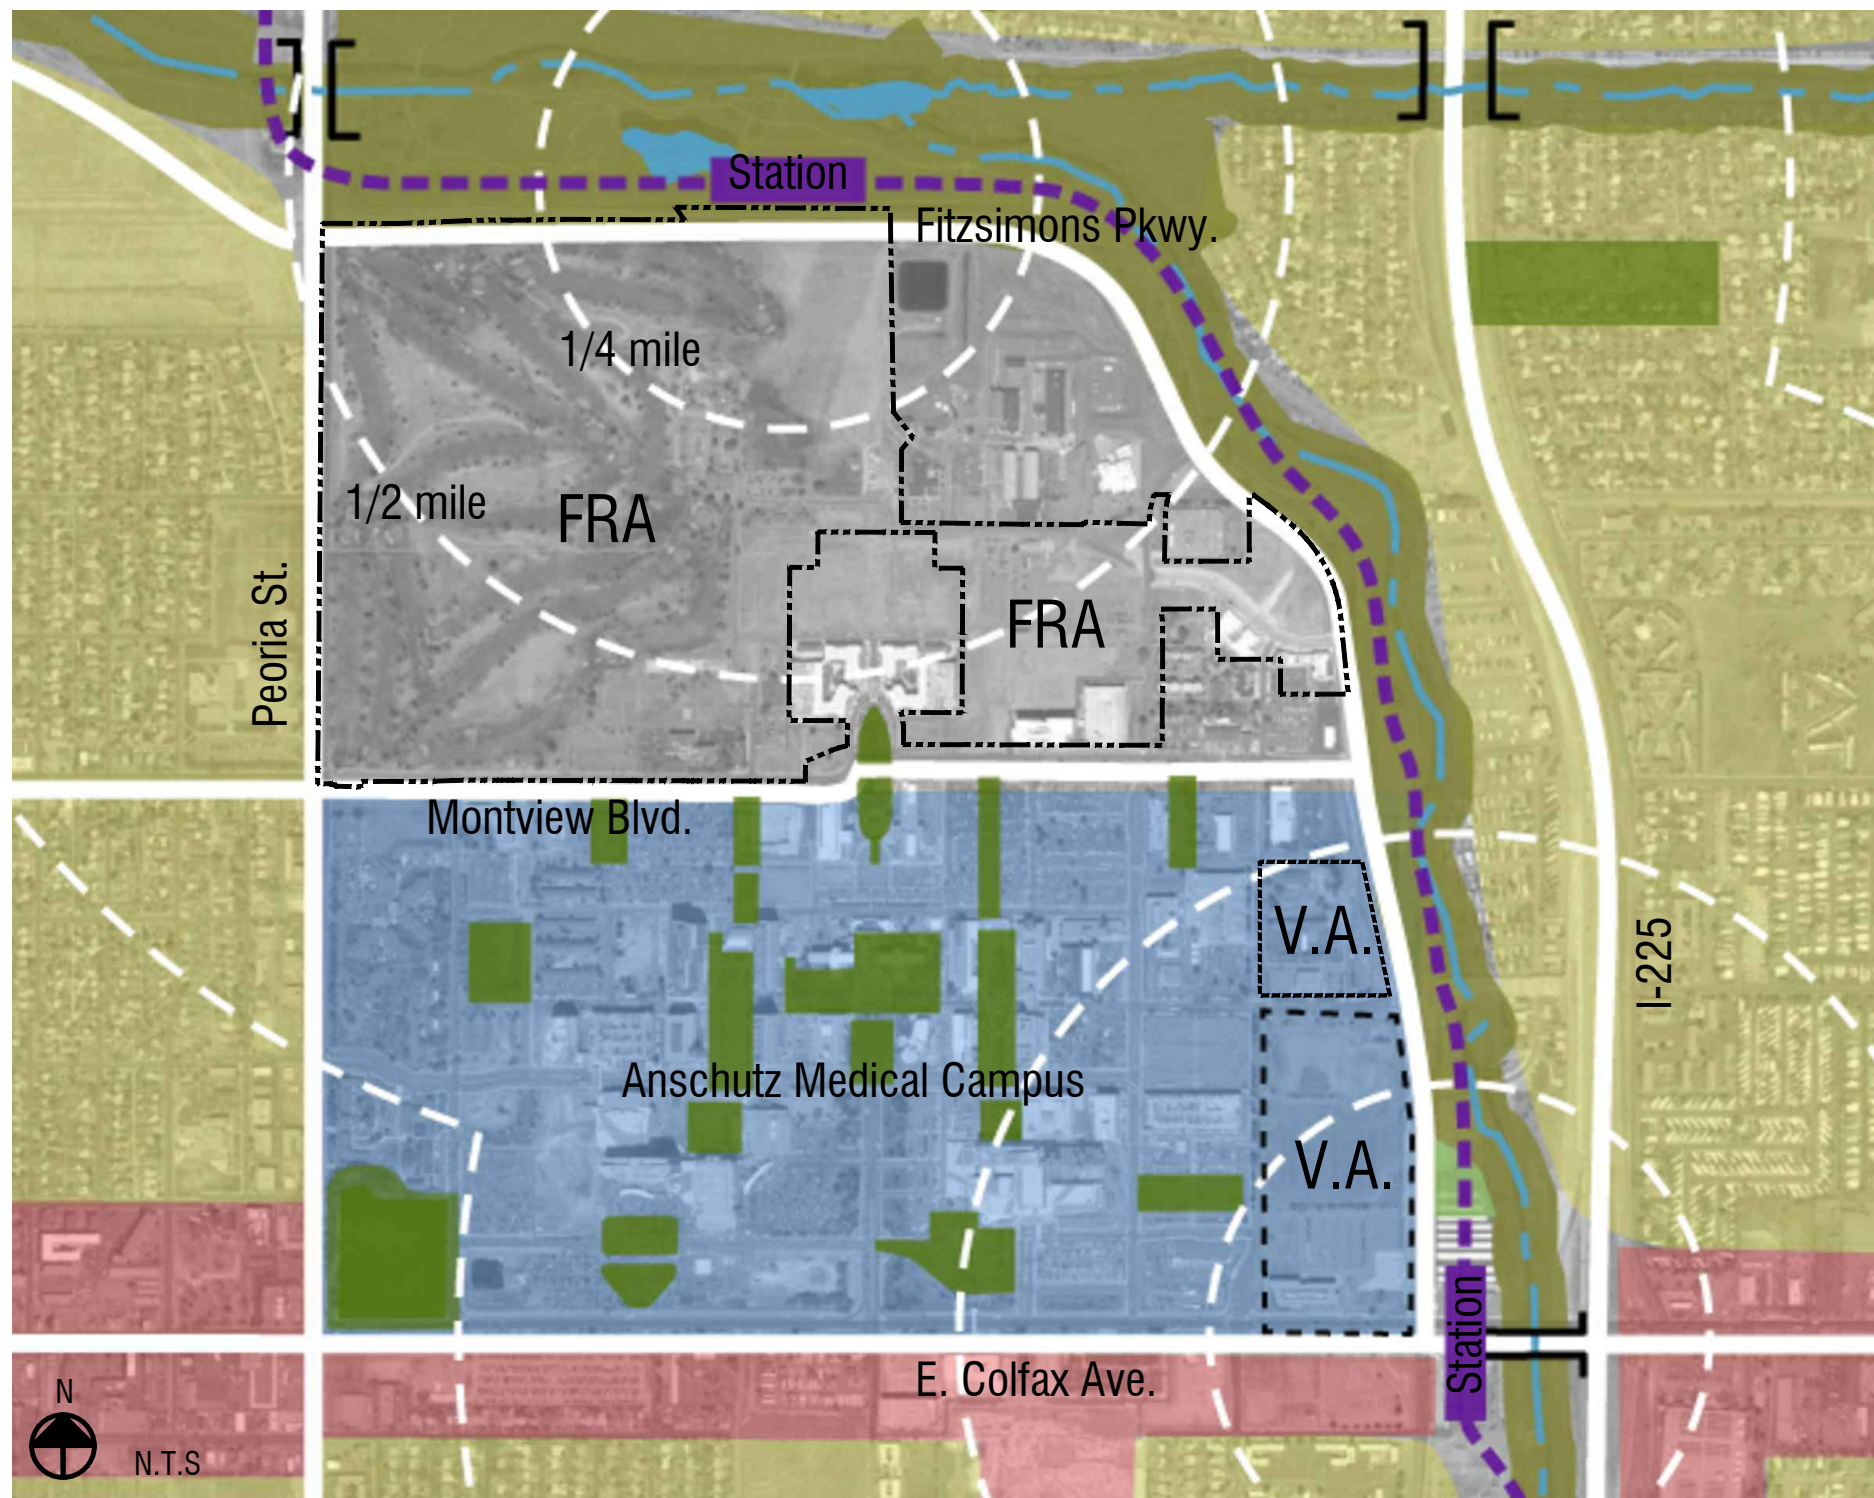 Station
Fitzsimons Pkwy.
1/4 mile
1/2 mile
FRA
FRA
Peoria St.
Montview Blvd.
V.A.
I-225
Anschutz Medical Campus
V.A.
Station
E. Colfax Ave.
N
N.T.S